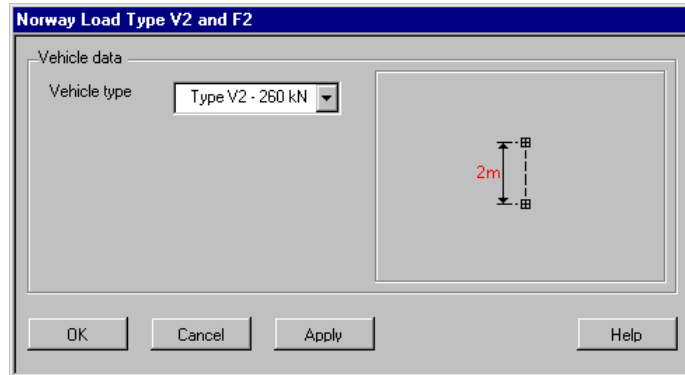 Norway Load Type V2 and F2
Vehicle data
Vehicle type
Type V2 - 260 kN
2m
OK
Cancel
Apply
Help